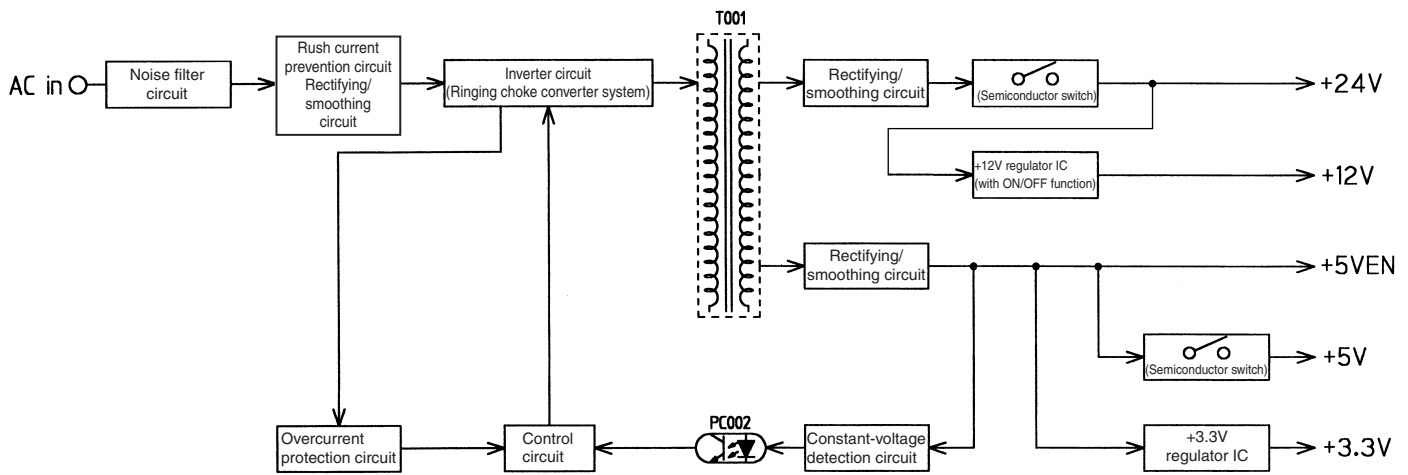 T001
AC in
Noise filter
circuit
Rush current
prevention circuit
Rectifying/
smoothing
circuit
Inverter circuit
(Ringing choke converter system)
Rectifying/
smoothing circuit
(Semiconductor switch)
+24V
+12V regulator IC
(with ON/OFF function)
+12V
Rectifying/
smoothing circuit
+5VEN
(Semiconductor switch)
+5V
Overcurrent
protection circuit
Control
circuit
PC002
Constant-voltage
detection circuit
+3.3V
regulator IC
+3.3V